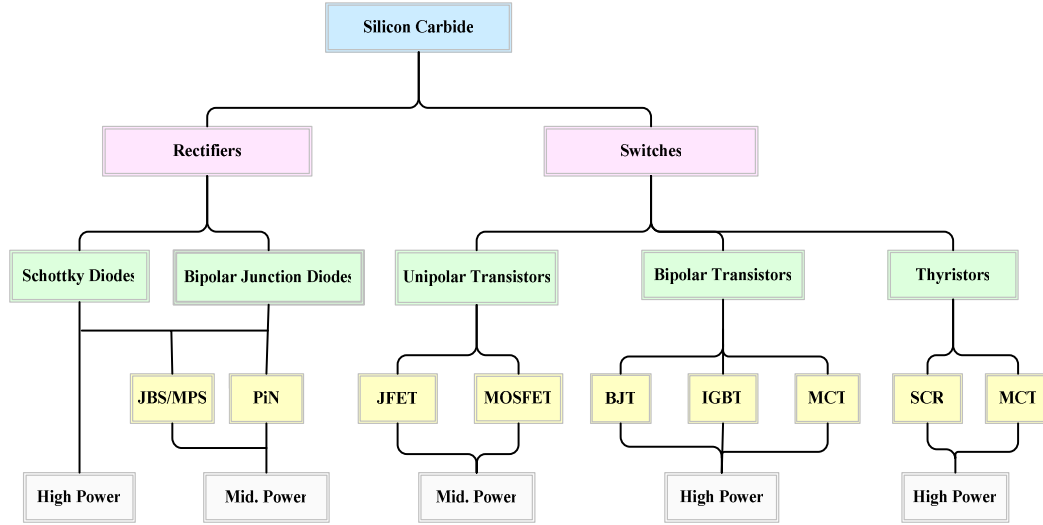 Silicon Carbide
Rectifiers
Switches
Schottky Diodes
Bipolar Junction Diodes
Unipolar Transistors
Bipolar Transistors
Thyristors
JBS/MPS
PiN
JFET
MOSFET
BJT
IGBT
MCT
SCR
MCT
High Power
Mid. Power
Mid. Power
High Power
High Power